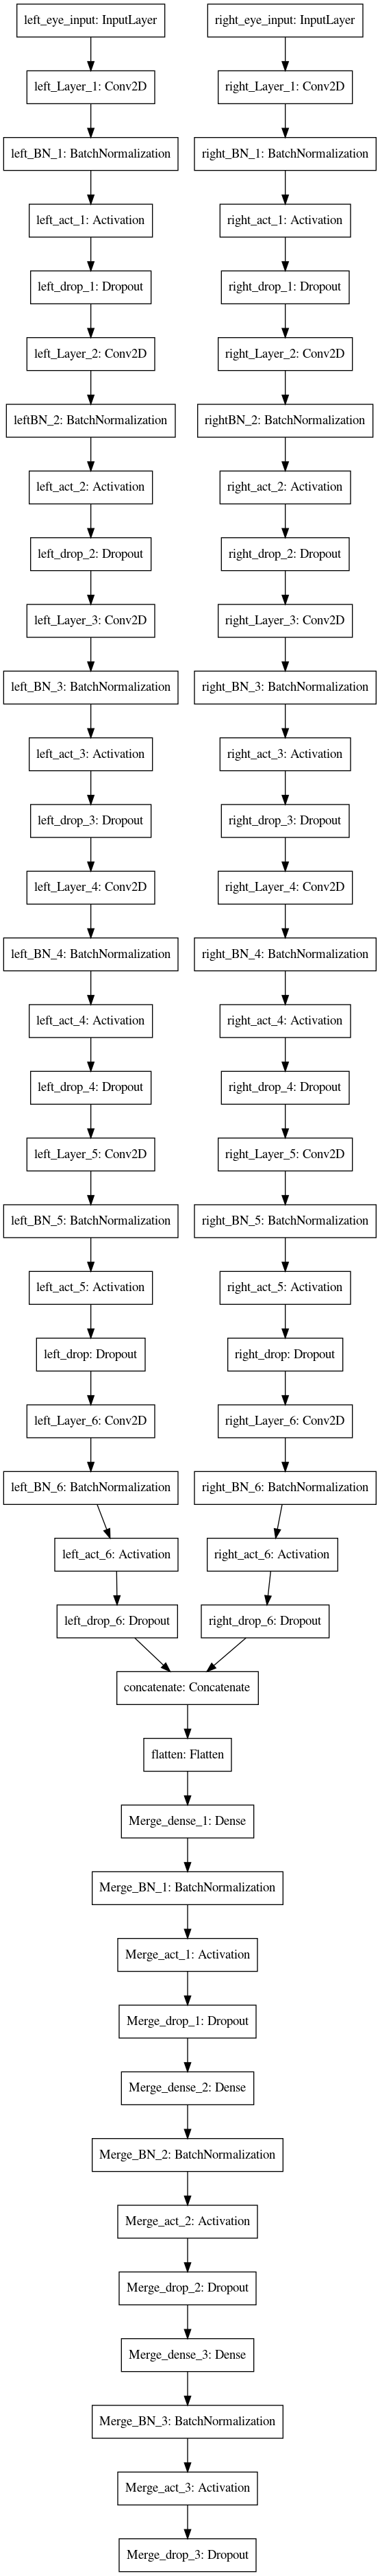 left_eye_input: InputLayer
right_eye_input: InputLayer
left_Layer_1: Conv2D
right_Layer_1: Conv2D
left_BN_1: BatchNormalization
right_BN_1: BatchNormalization
left_act_1: Activation
right_act_1: Activation
left_drop_1: Dropout
right_drop_1: Dropout
left_Layer_2: Conv2D
right_Layer_2: Conv2D
leftBN_2: BatchNormalization
rightBN_2: BatchNormalization
left_act_2: Activation
right_act_2: Activation
left_drop_2: Dropout
right_drop_2: Dropout
left_Layer_3: Conv2D
right_Layer_3: Conv2D
left_BN_3: BatchNormalization
right_BN_3: BatchNormalization
left_act_3: Activation
right_act_3: Activation
left_drop_3: Dropout
right_drop_3: Dropout
left_Layer_4: Conv2D
right_Layer_4: Conv2D
left_BN_4: BatchNormalization
right_BN_4: BatchNormalization
left_act_4: Activation
right_act_4: Activation
left_drop_4: Dropout
right_drop_4: Dropout
left_Layer_5: Conv2D
right_Layer_5: Conv2D
left_BN_5: BatchNormalization
right_BN_5: BatchNormalization
left_act_5: Activation
right_act_5: Activation
left_drop: Dropout
right_drop: Dropout
left_Layer_6: Conv2D
right_Layer_6: Conv2D
left_BN_6: BatchNormalization
right_BN_6: BatchNormalization
left_act_6: Activation
right_act_6: Activation
left_drop_6: Dropout
right_drop_6: Dropout
concatenate: Concatenate
flatten: Flatten
Merge_dense_1: Dense
Merge_BN_1: BatchNormalization
Merge_act_1: Activation
Merge_drop_1: Dropout
Merge_dense_2: Dense
Merge_BN_2: BatchNormalization
Merge_act_2: Activation
Merge_drop_2: Dropout
Merge_dense_3: Dense
Merge_BN_3: BatchNormalization
Merge_act_3: Activation
Merge_drop_3: Dropout